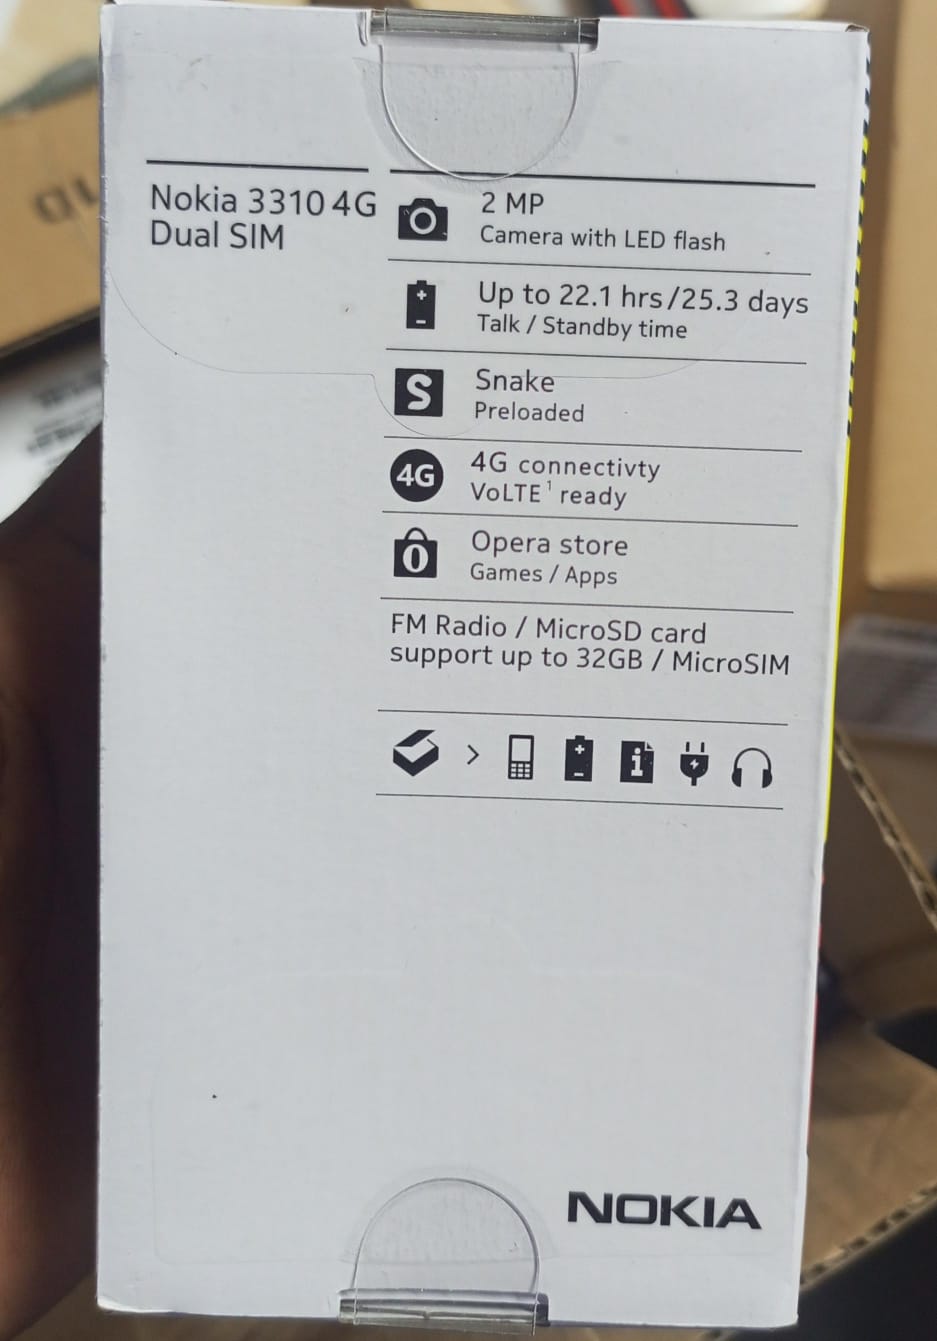 Nokia 3310 4G
Dual SIM
2 MP
Camera with LED flash
Up to 22.1 hrs/25.3 days
Talk / Standby time
S
Snake
Preloaded
4G
4G connectivty
VoLTE¹ ready
O
Opera store
Games / Apps
FM Radio / MicroSD card
support up to 32GB / MicroSIM
NOKIA